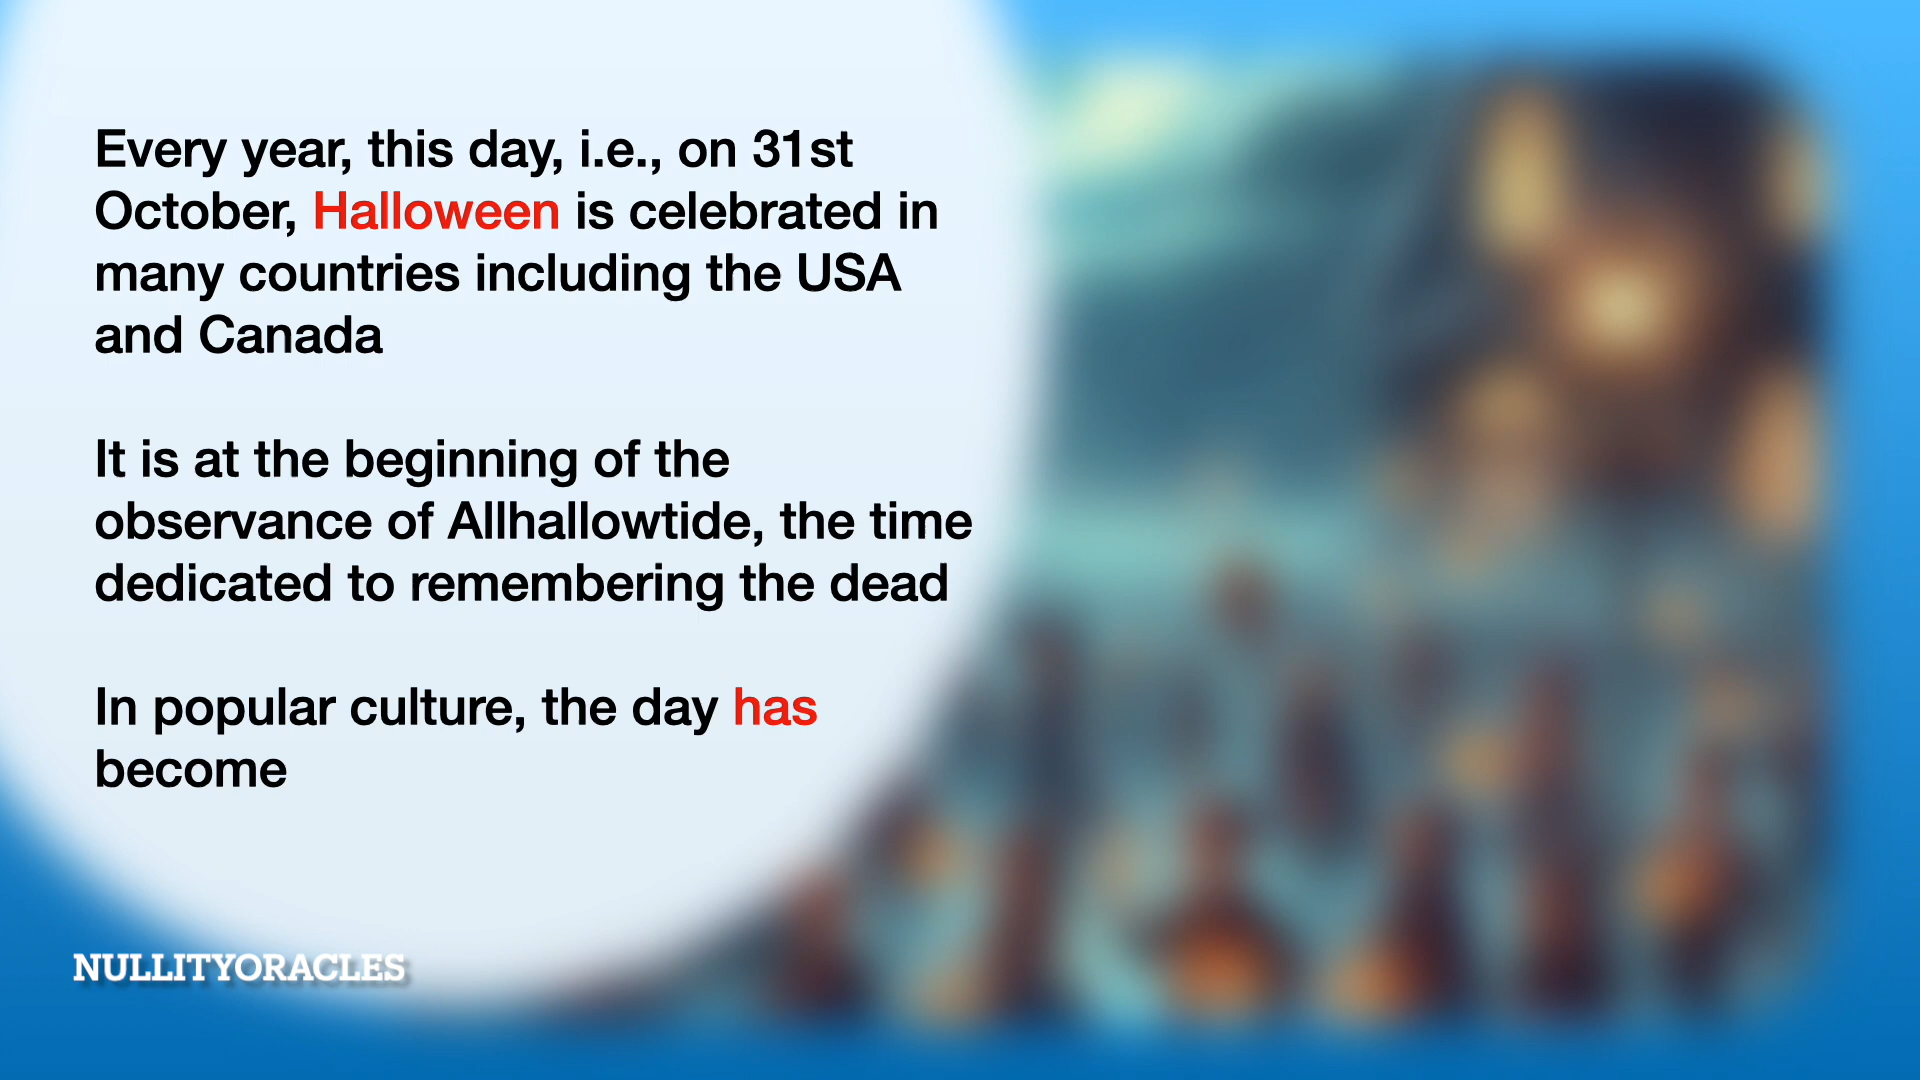 Every year, this day, i.e., on 31st
October, Halloween is celebrated in
many countries including the USA
and Canada
It is at the beginning of the
observance of Allhallowtide, the time
dedicated to remembering the dead
In popular culture, the day has
become
NULLITYORACLES